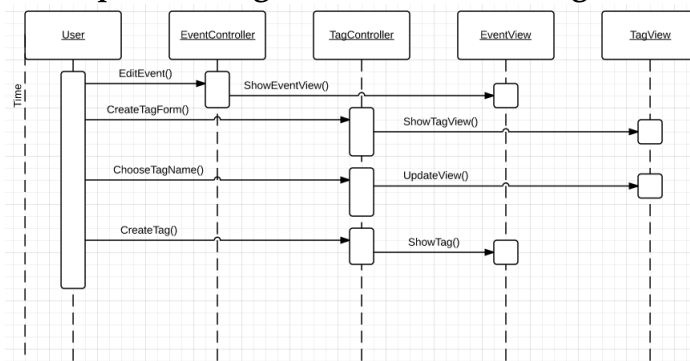 User
EventController
TagController
EventView
TagView
Time
EditEvent()
ShowEventView()
CreateTagForm()
ShowTagView()
ChooseTagName()
UpdateView()
CreateTag()
ShowTag()